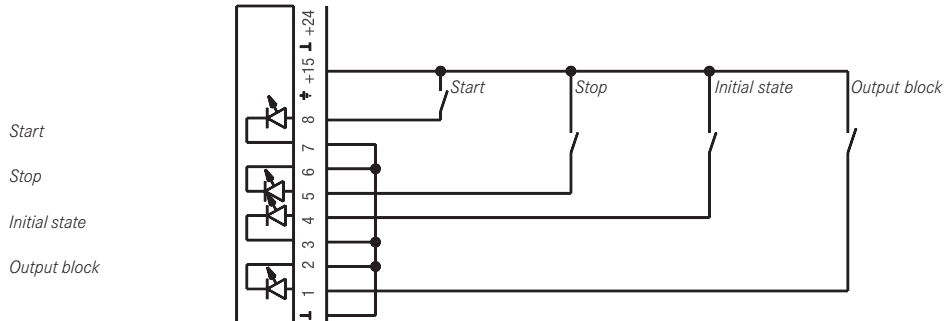 Start
Stop
Initial state
Output block
+24
+15
8
7
6
5
4
3
2
1
Start
Stop
Initial state
Output block